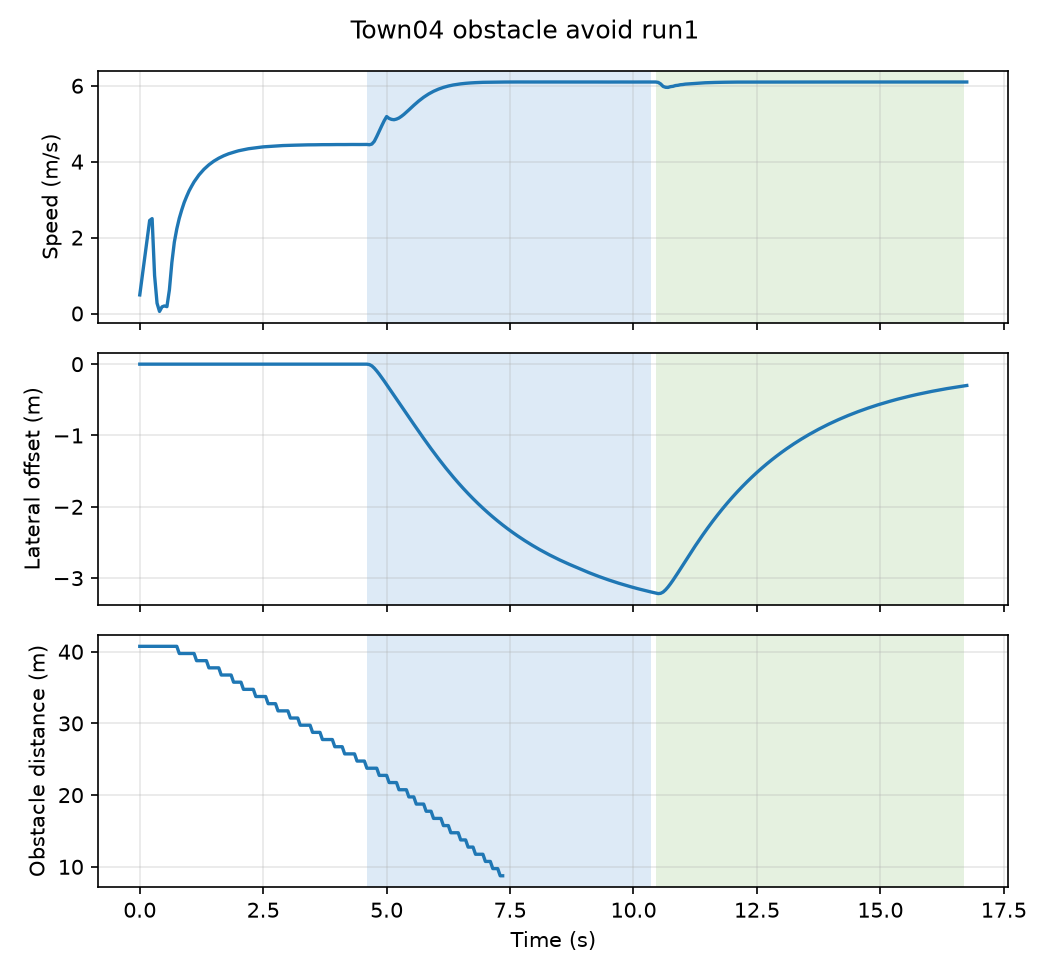 Town04 obstacle avoid run1
Speed (m/s)
6
4
2
0
Lateral offset (m)
0
−1
−2
−3
Obstacle distance (m)
40
30
20
10
0.0 2.5 5.0 7.5 10.0 12.5 15.0 17.5
Time (s)